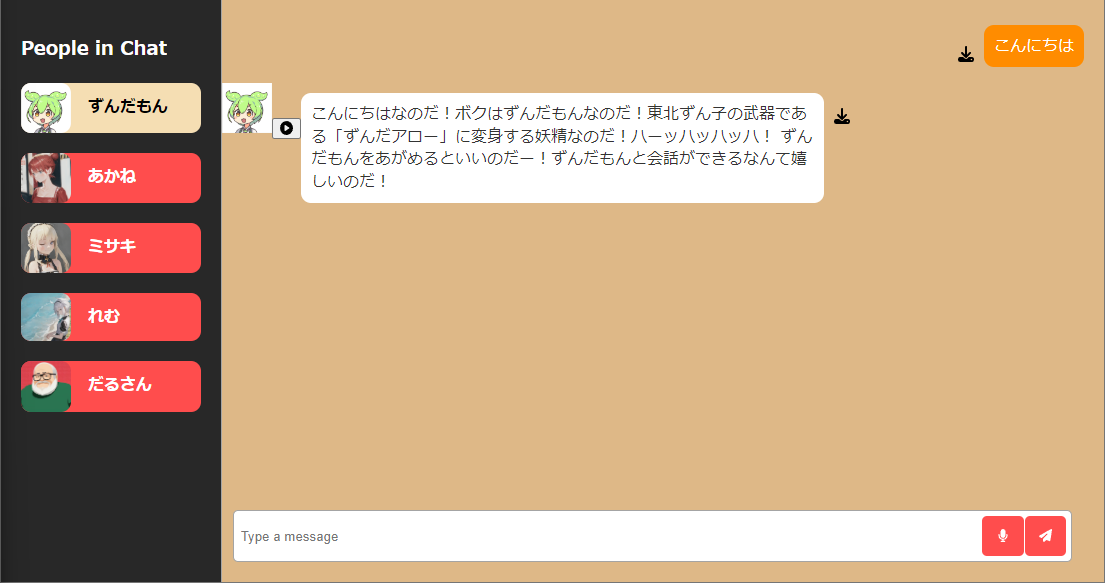 People in Chat
ずんだもん
あかね
ミサキ
れむ
だるさん
こんにちは
こんにちはなのだ！ボクはずんだもんなのだ！東北ずん子の武器であ
る「ずんだアロー」に変身する妖精なのだ！ハーッハッハッハ！ ずん
だもんをあがめるといいのだー！ずんだもんと会話ができるなんて嬉
しいのだ！
Type a message